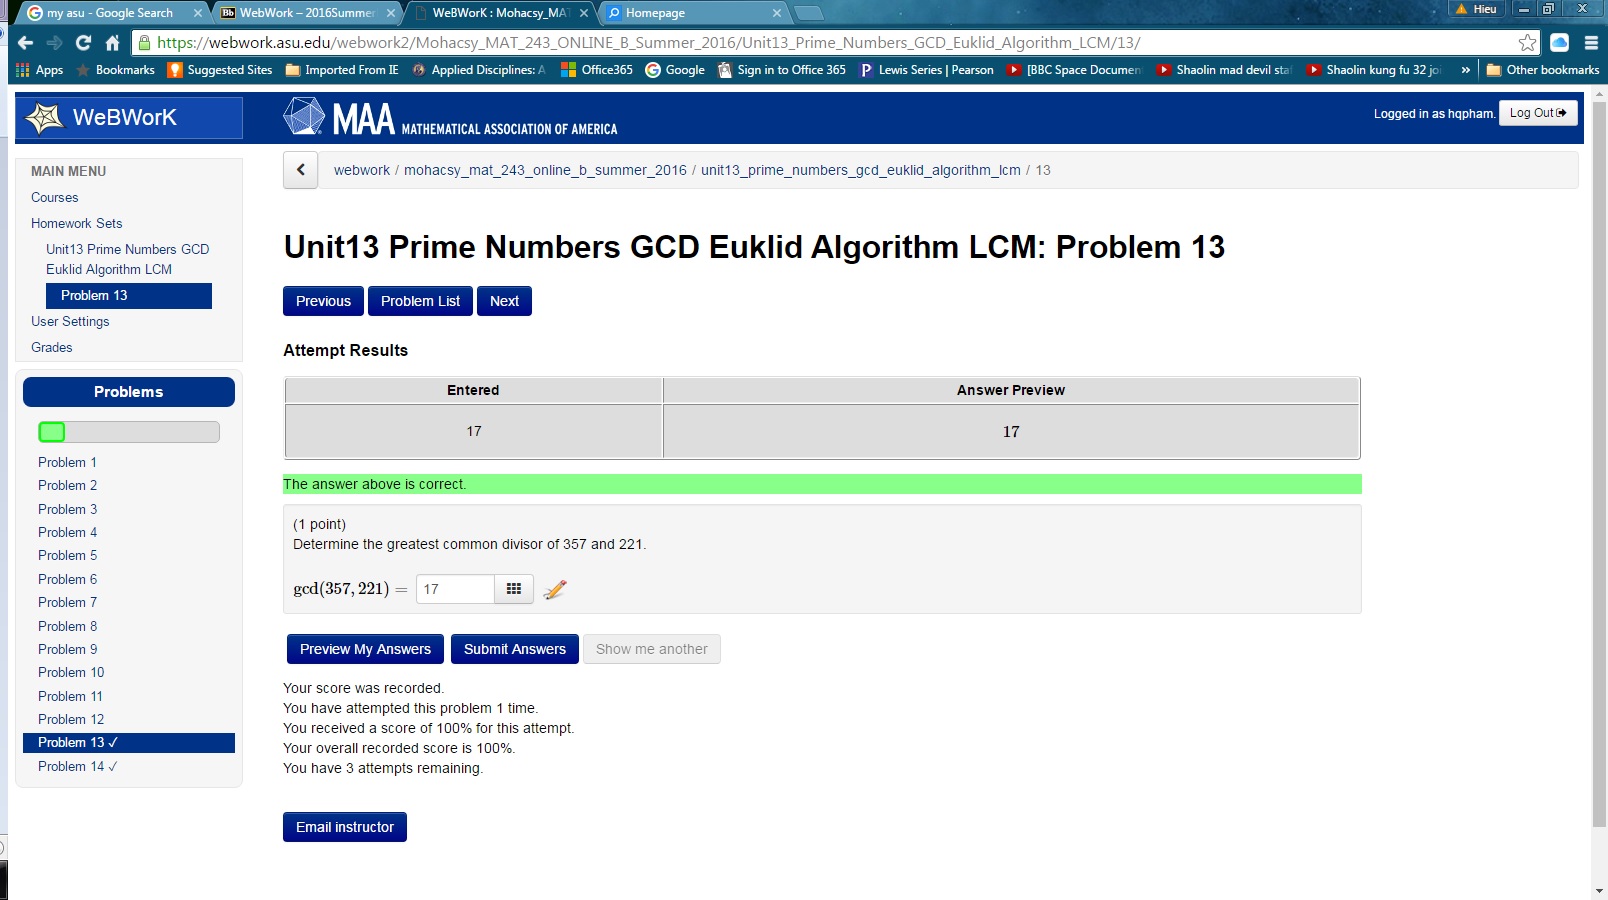 my asu - Google Search
WebWork – 2016Summer
WeBWorK : Mohacsy_MA
Homepage
Hieu
https://webwork.asu.edu/webwork2/Mohacsy_MAT_243_ONLINE_B_Summer_2016/Unit13_Prime_Numbers_GCD_Euklid_Algorithm_LCM/13/
Apps Bookmarks Suggested Sites Imported From IE Applied Disciplines: A Office365 Google Sign in to Office 365 Lewis Series | Pearson [BBC Space Documen Shaolin mad devil sta Shaolin kung fu 32 joi » Other bookmarks
WeBWorK
MAA MATHEMATICAL ASSOCIATION OF AMERICA
Logged in as hqpham. Log Out
MAIN MENU
Courses
Homework Sets
Unit13 Prime Numbers GCD
Euklid Algorithm LCM
Problem 13
User Settings
Grades
Problems
Problem 1
Problem 2
Problem 3
Problem 4
Problem 5
Problem 6
Problem 7
Problem 8
Problem 9
Problem 10
Problem 11
Problem 12
Problem 13 ✓
Problem 14 ✓
webwork / mohacsy_mat_243_online_b_summer_2016 / unit13_prime_numbers_gcd_euklid_algorithm_lcm / 13
Unit13 Prime Numbers GCD Euklid Algorithm LCM: Problem 13
Previous Problem List Next
Attempt Results
Entered Answer Preview
17 17
The answer above is correct.
(1 point)
Determine the greatest common divisor of 357 and 221.
gcd(357, 221) = 17
Preview My Answers Submit Answers Show me another
Your score was recorded.
You have attempted this problem 1 time.
You received a score of 100% for this attempt.
Your overall recorded score is 100%.
You have 3 attempts remaining.
Email instructor